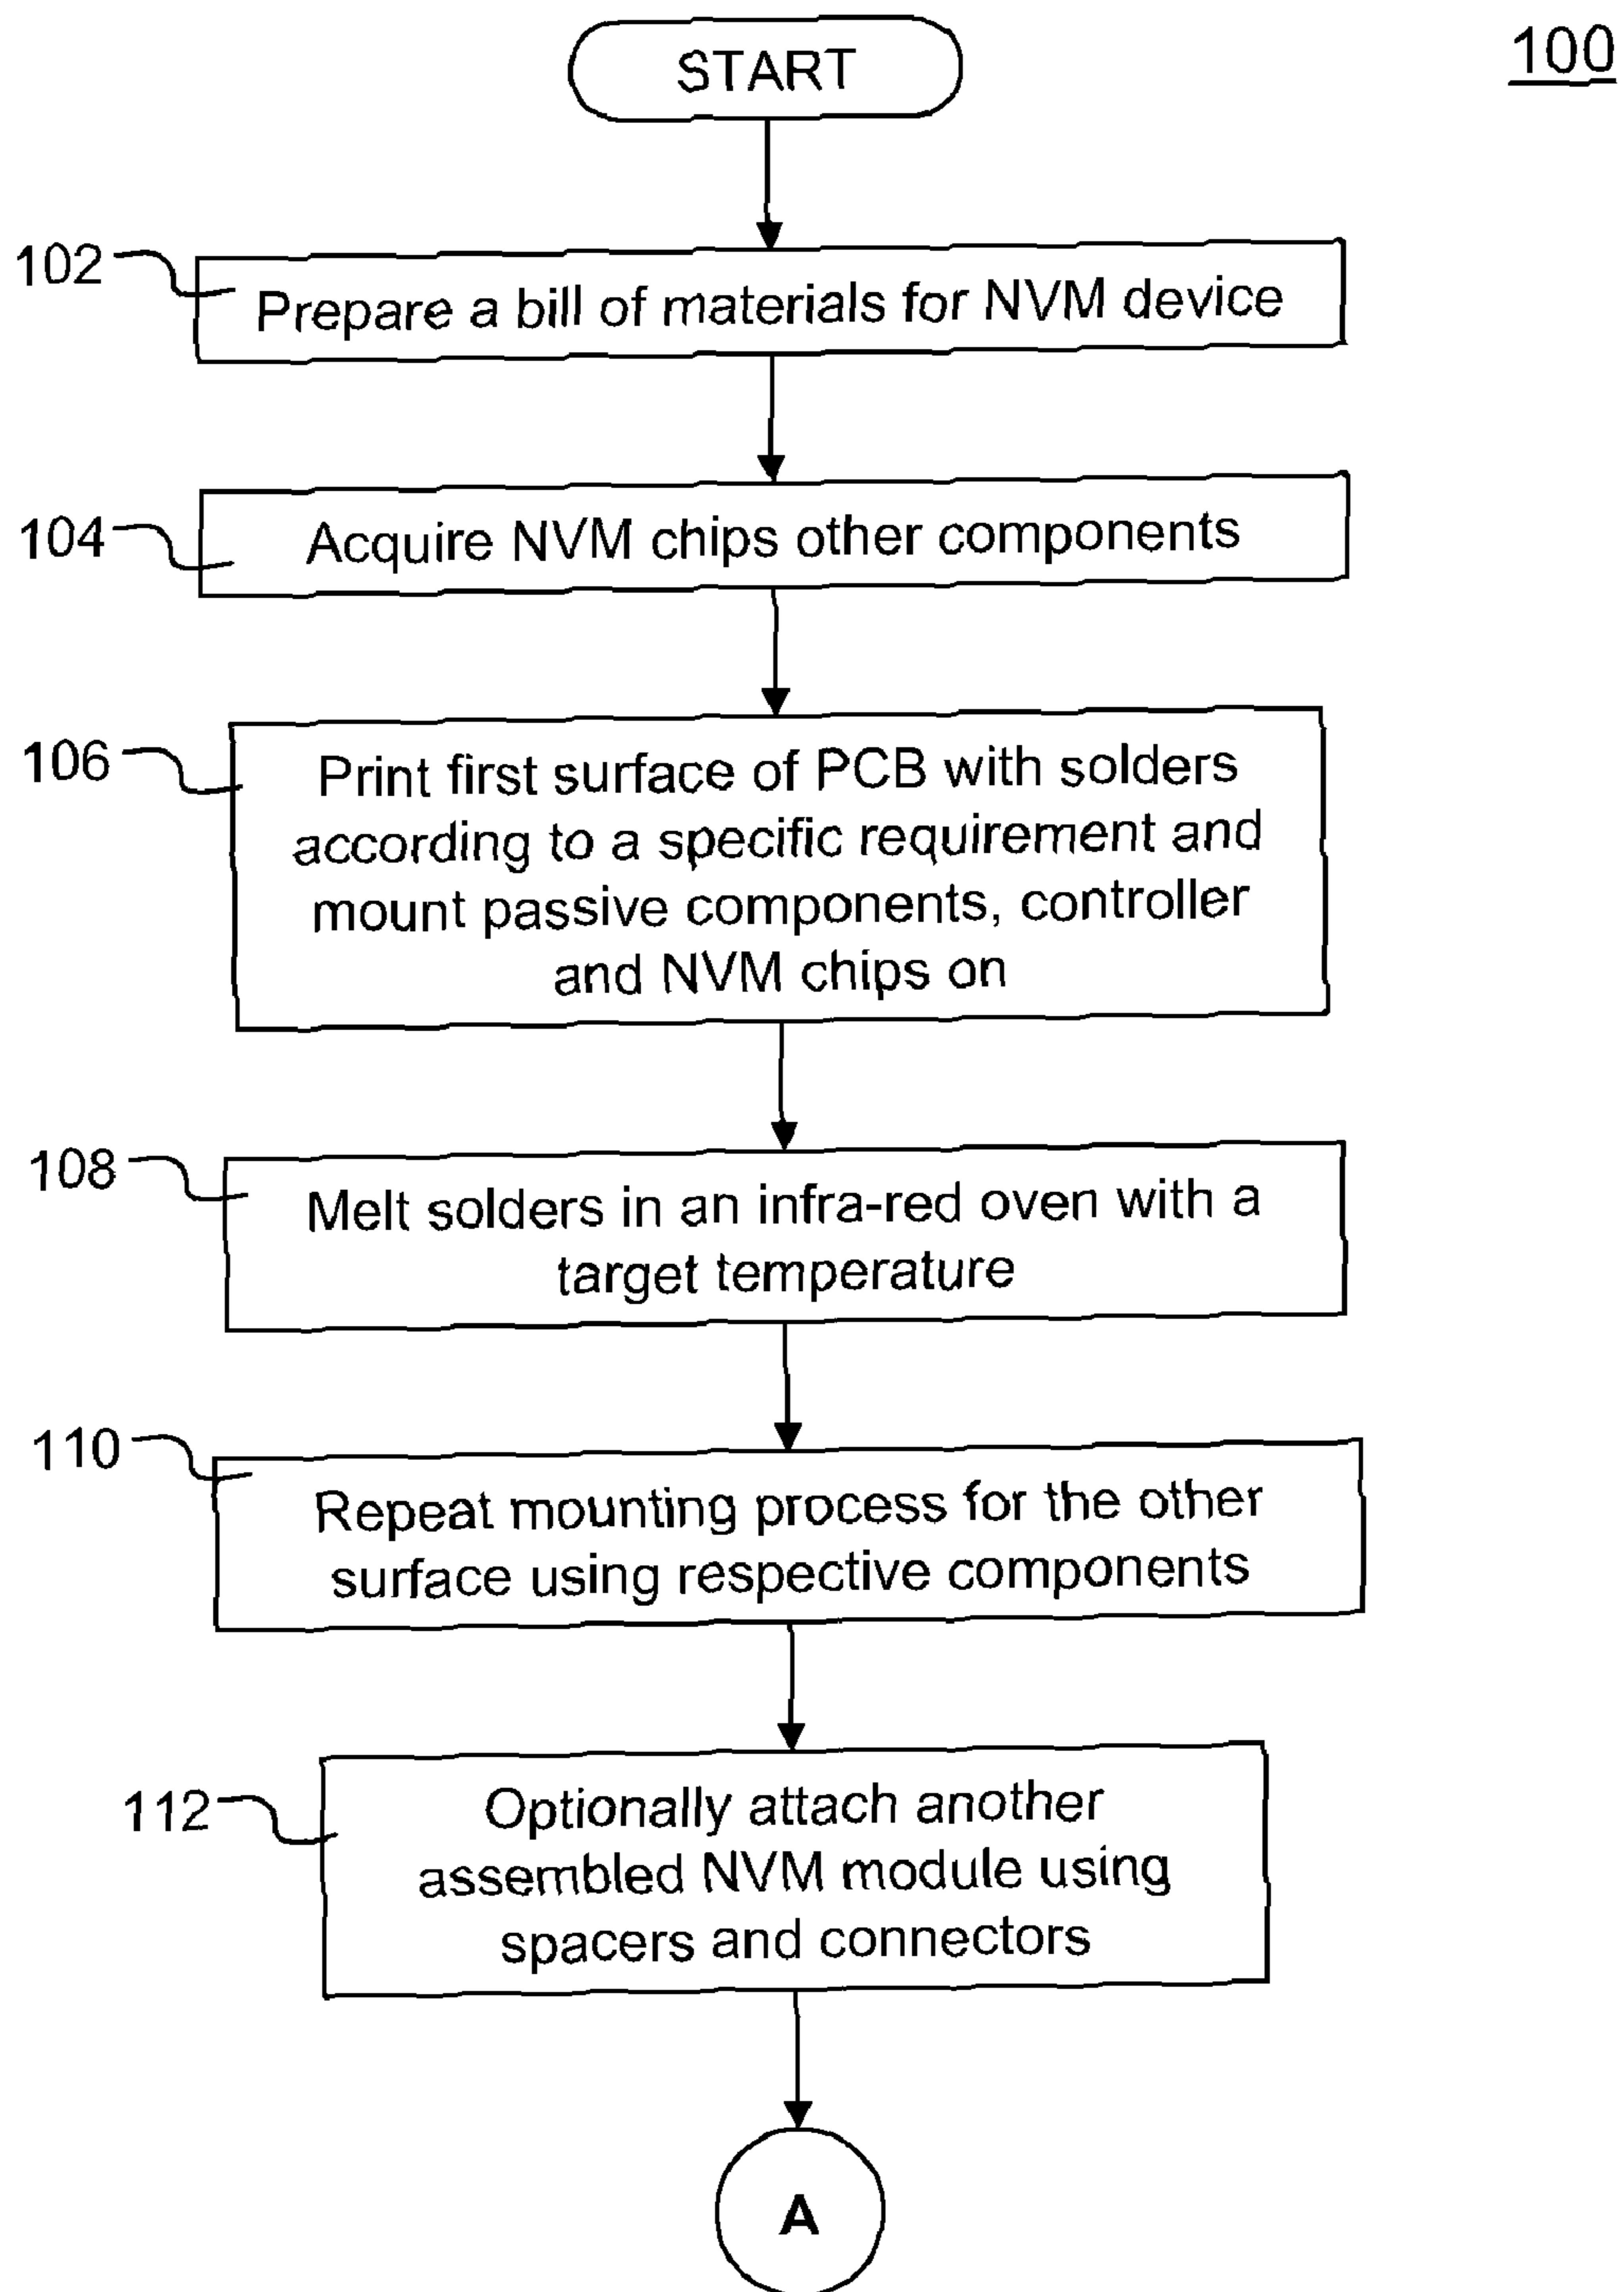 START
100
102
Prepare a bill of materials for NVM device
104
Acquire NVM chips other components
106
Print first surface of PCB with solders
according to a specific requirement and
mount passive components, controller
and NVM chips on
108
Melt solders in an infra-red oven with a
target temperature
110
Repeat mounting process for the other
surface using respective components
112
Optionally attach another
assembled NVM module using
spacers and connectors
A